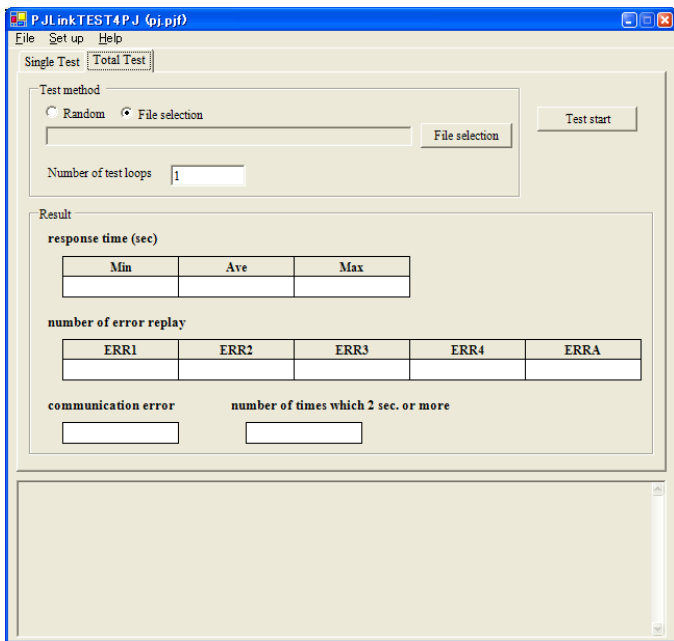 PJLinkTEST4PJ (pj.pjf)
File Set up Help
Single Test Total Test
Test method
Random File selection
Test start
File selection
Number of test loops 1
Result
response time (sec)
Min Ave Max
number of error replay
ERR1 ERR2 ERR3 ERR4 ERRA
communication error number of times which 2 sec. or more